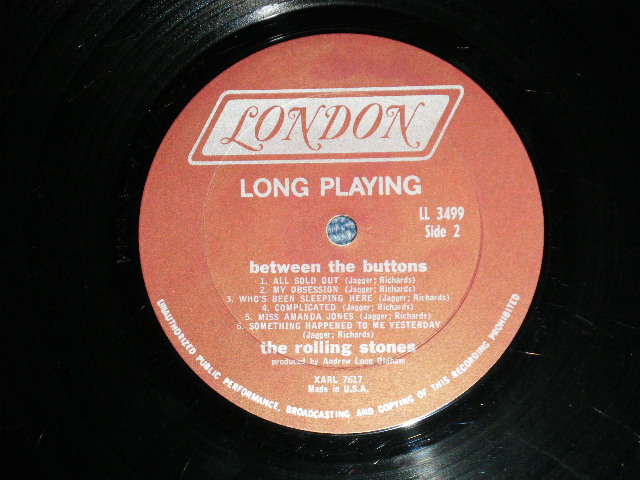 LONDON
LONG PLAYING
LL 3499
Side 2
between the buttons
1. ALL SOLD OUT (Jagger; Richards)
2. MY OBSESSION (Jagger; Richards)
3. WHO'S BEEN SLEEPING HERE (Jagger; Richards)
4. COMPLICATED (Jagger; Richards)
5. MISS AMANDA JONES (Jagger; Richards)
6. SOMETHING HAPPENED TO ME YESTERDAY
(Jagger; Richards)
the rolling stones
produced by Andrew Loog Oldham
XARL 7617
Made in U.S.A.
UNAUTHORIZED PUBLIC PERFORMANCE, BROADCASTING AND COPYING OF THIS RECORDING PROHIBITED